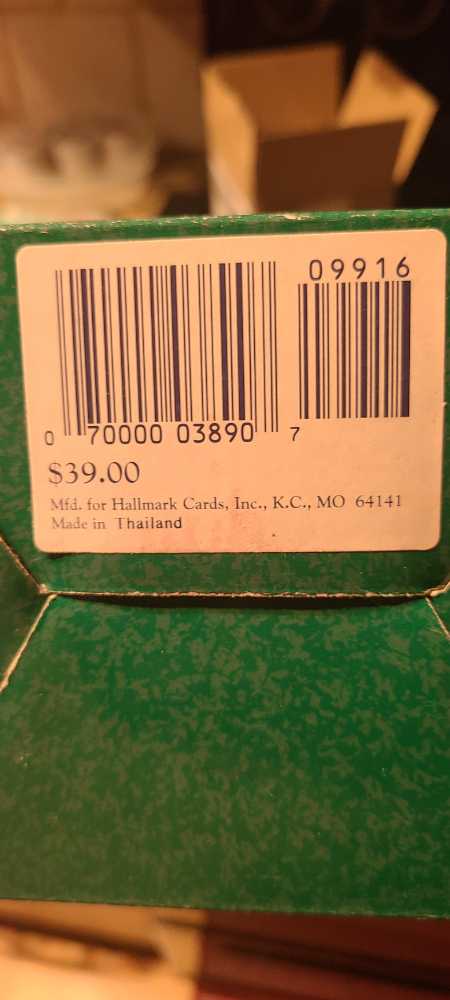 09916
0 70000 03890 7
$39.00
Mfd. for Hallmark Cards, Inc., K.C., MO 64141
Made in Thailand